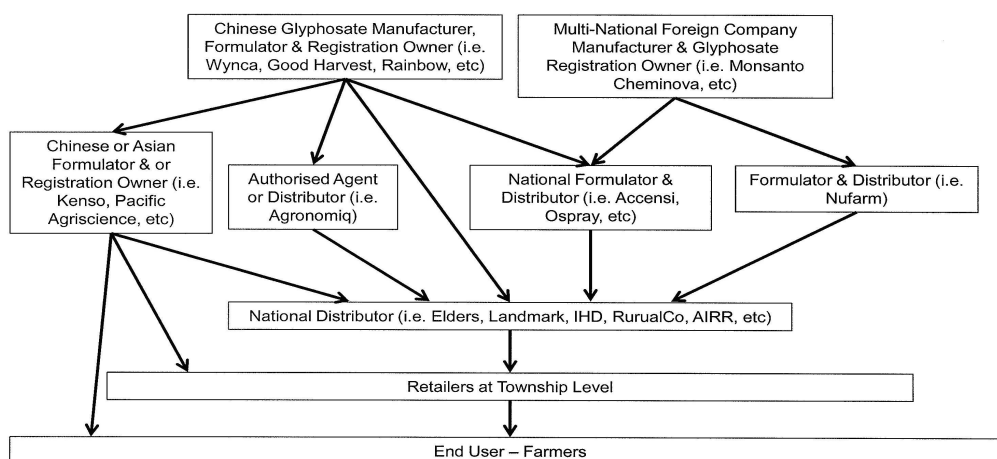 Chinese Glyphosate Manufacturer,
Formulator & Registration Owner (i.e.
Wynca, Good Harvest, Rainbow, etc)
Multi-National Foreign Company
Manufacturer & Glyphosate
Registration Owner (i.e. Monsanto
Cheminova, etc)
Chinese or Asian
Formulator & or
Registration Owner (i.e.
Kenso, Pacific
Agriscience, etc)
Authorised Agent
or Distributor (i.e.
Agronomiq)
National Formulator &
Distributor (i.e. Accensi,
Ospray, etc)
Formulator & Distributor (i.e.
Nufarm)
National Distributor (i.e. Elders, Landmark, IHD, RurualCo, AIRR, etc)
Retailers at Township Level
End User – Farmers